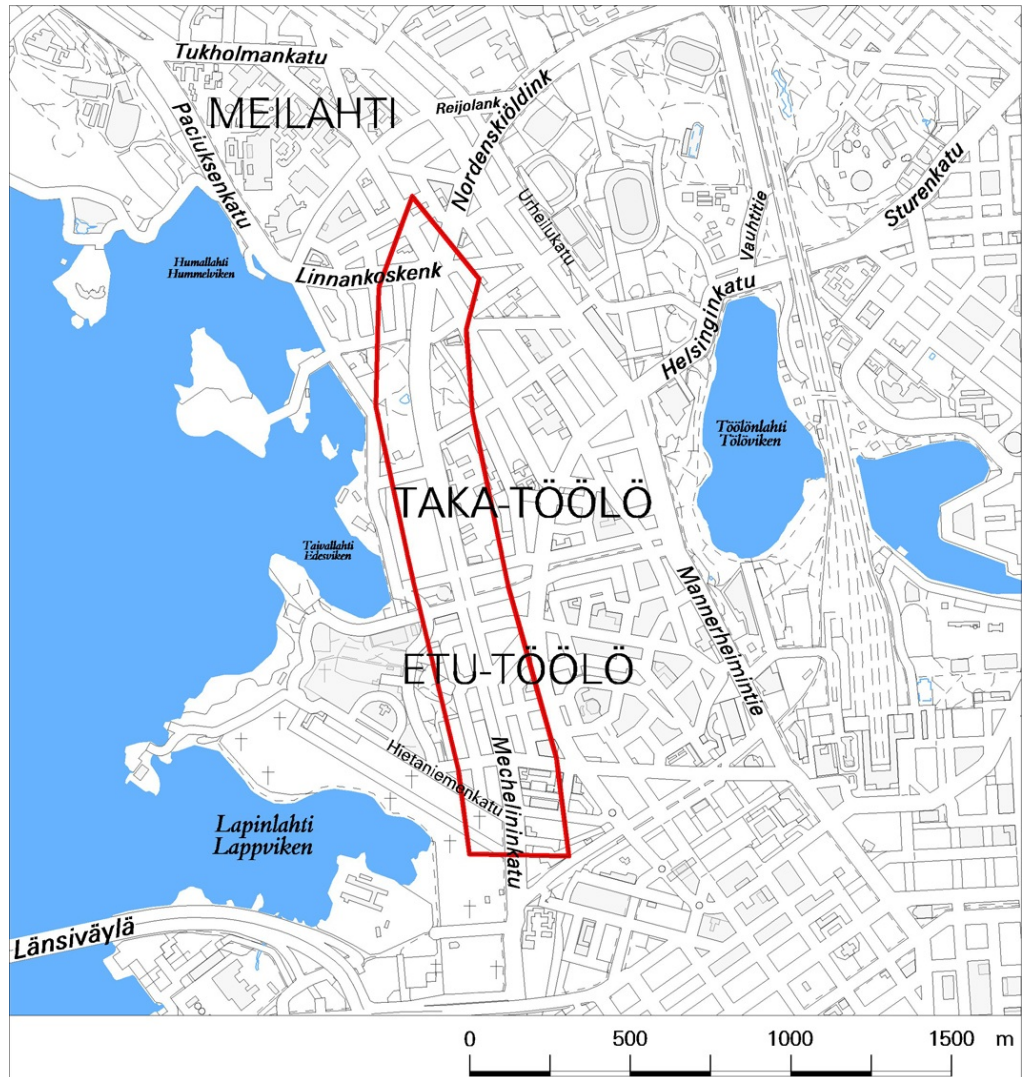 Tukholmankatu
MEILAHTI
Reijolank
Nordenskiöldink
Paciuksenkatu
Urheilukatu
Vauhtitie
Sturenkatu
Humallahti
Hummelviken
Linnankoskenk
Helsinginkatu
Töölönlahti
Tölöviken
TAKA-TÖÖLÖ
Taivallahti
Edesviken
Mannerheimintie
ETU-TÖÖLÖ
Hietaniemenkatu
Mechelininkatu
Lapinlahti
Lappviken
Länsiväylä
0 500 1000 1500 m